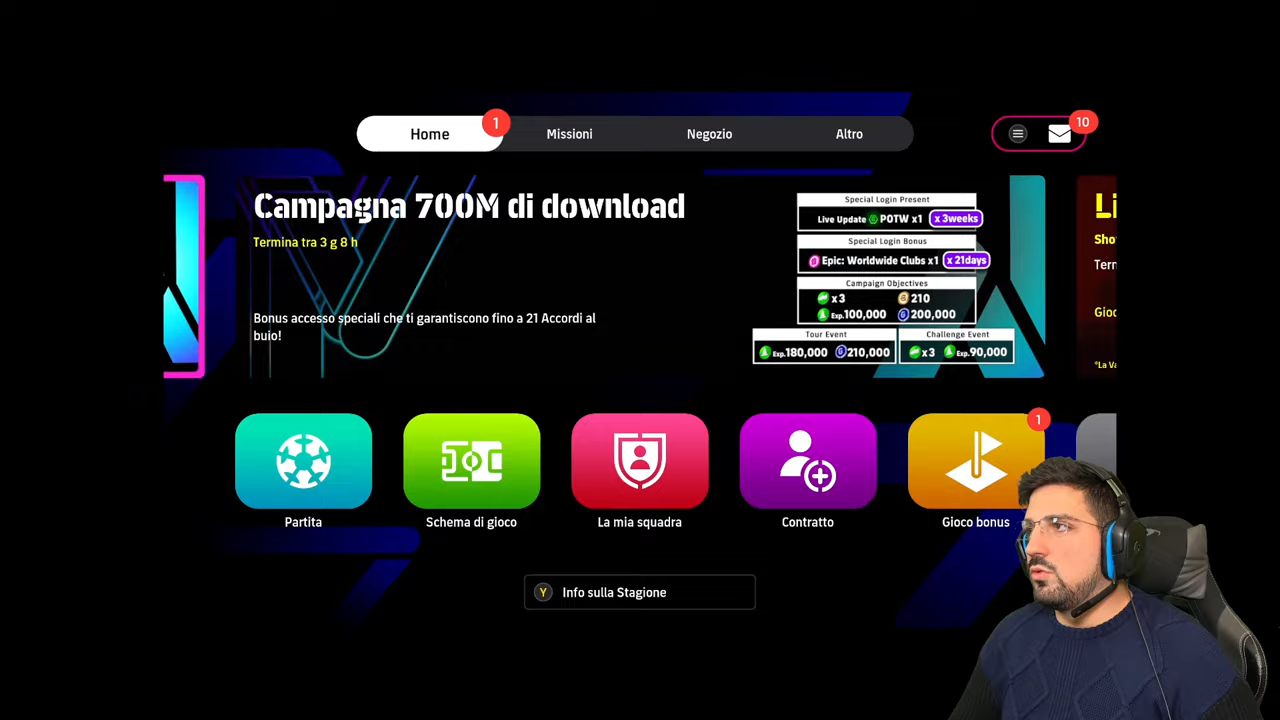 Home
1
Missioni
Negozio
Altro
10
Campagna 700M di download
Termina tra 3 g 8 h
Bonus accesso speciali che ti garantiscono fino a 21 Accordi al
buio!
Special Login Present
Live Update POTW x1 x 3weeks
Special Login Bonus
Epic: Worldwide Clubs x1 x 21days
Campaign Objectives
x3 210
Exp.100,000 200,000
Tour Event
Exp.180,000 210,000
Challenge Event
x3 Exp.90,000
Li
Sho
Tern
Gioc
*La Va
1
Partita
Schema di gioco
La mia squadra
Contratto
Gioco bonus
Y Info sulla Stagione